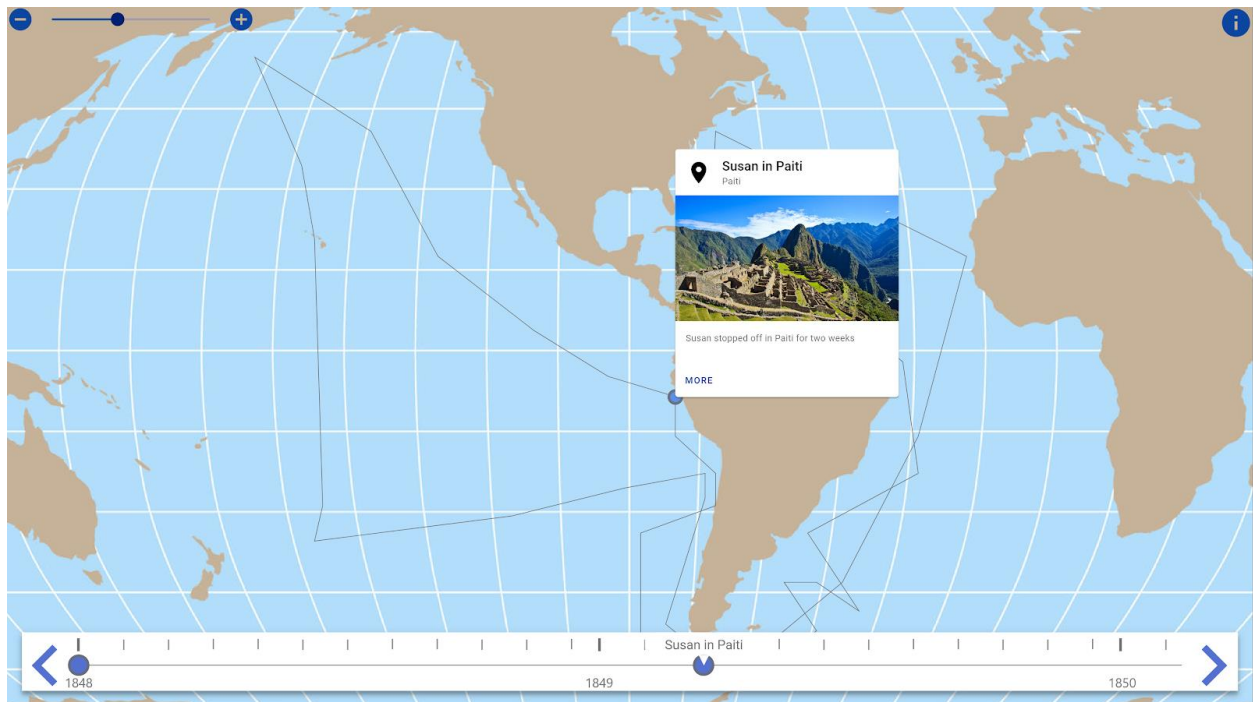 i
Susan in Paiti
Paiti
Susan stopped off in Paiti for two weeks
MORE
Susan in Paiti
1848
1849
1850